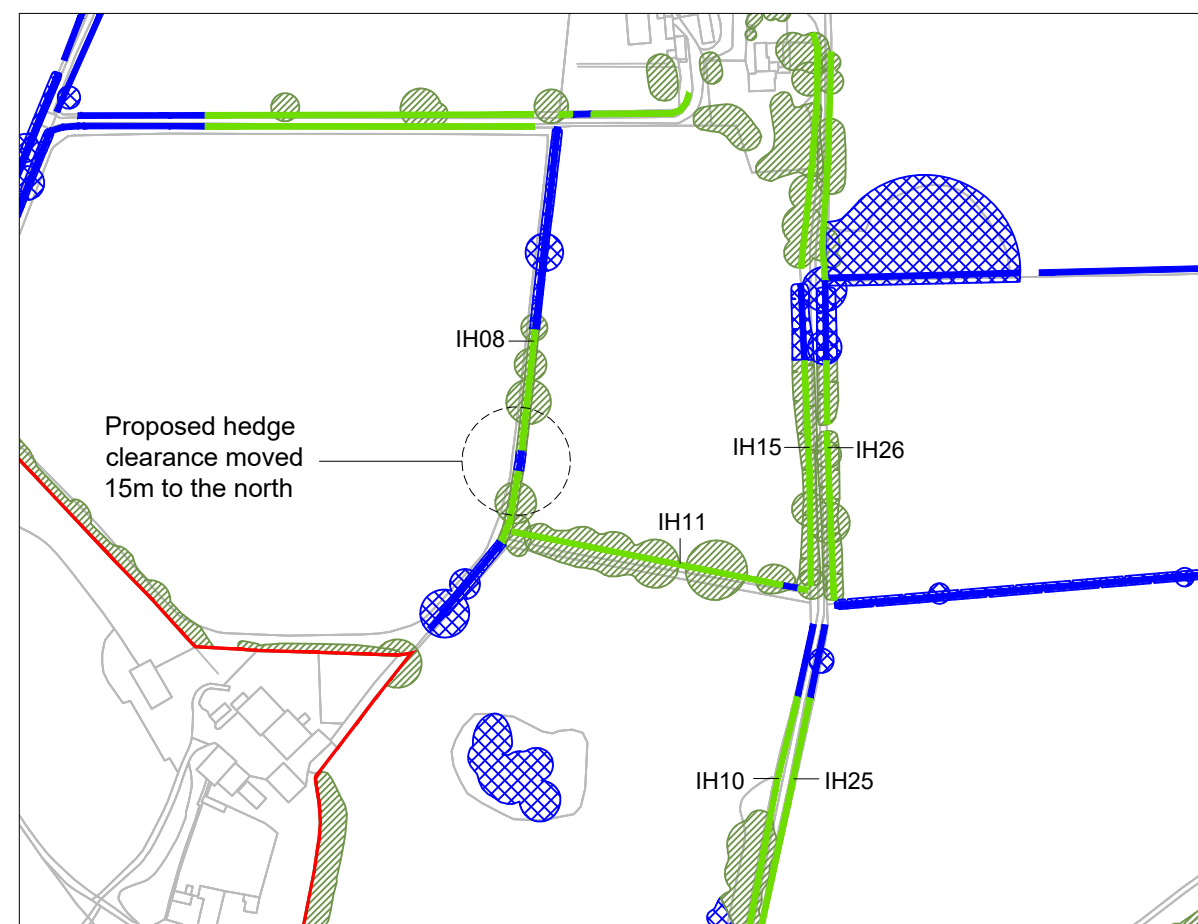 IH08
Proposed hedge
clearance moved
15m to the north
IH15
IH26
IH11
IH10
IH25